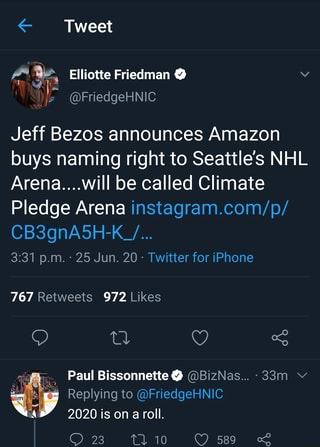 Tweet
Elliotte Friedman
@FriedgeHNIC
Jeff Bezos announces Amazon
buys naming right to Seattle's NHL
Arena....will be called Climate
Pledge Arena instagram.com/p/
CB3gnA5H-K_/...
3:31 p.m. · 25 Jun. 20 · Twitter for iPhone
767 Retweets 972 Likes
Paul Bissonnette @BizNas... · 33m
Replying to @FriedgeHNIC
2020 is on a roll.
23 10 589